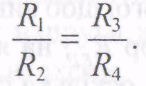 R₁/R₂ = R₃/R₄.